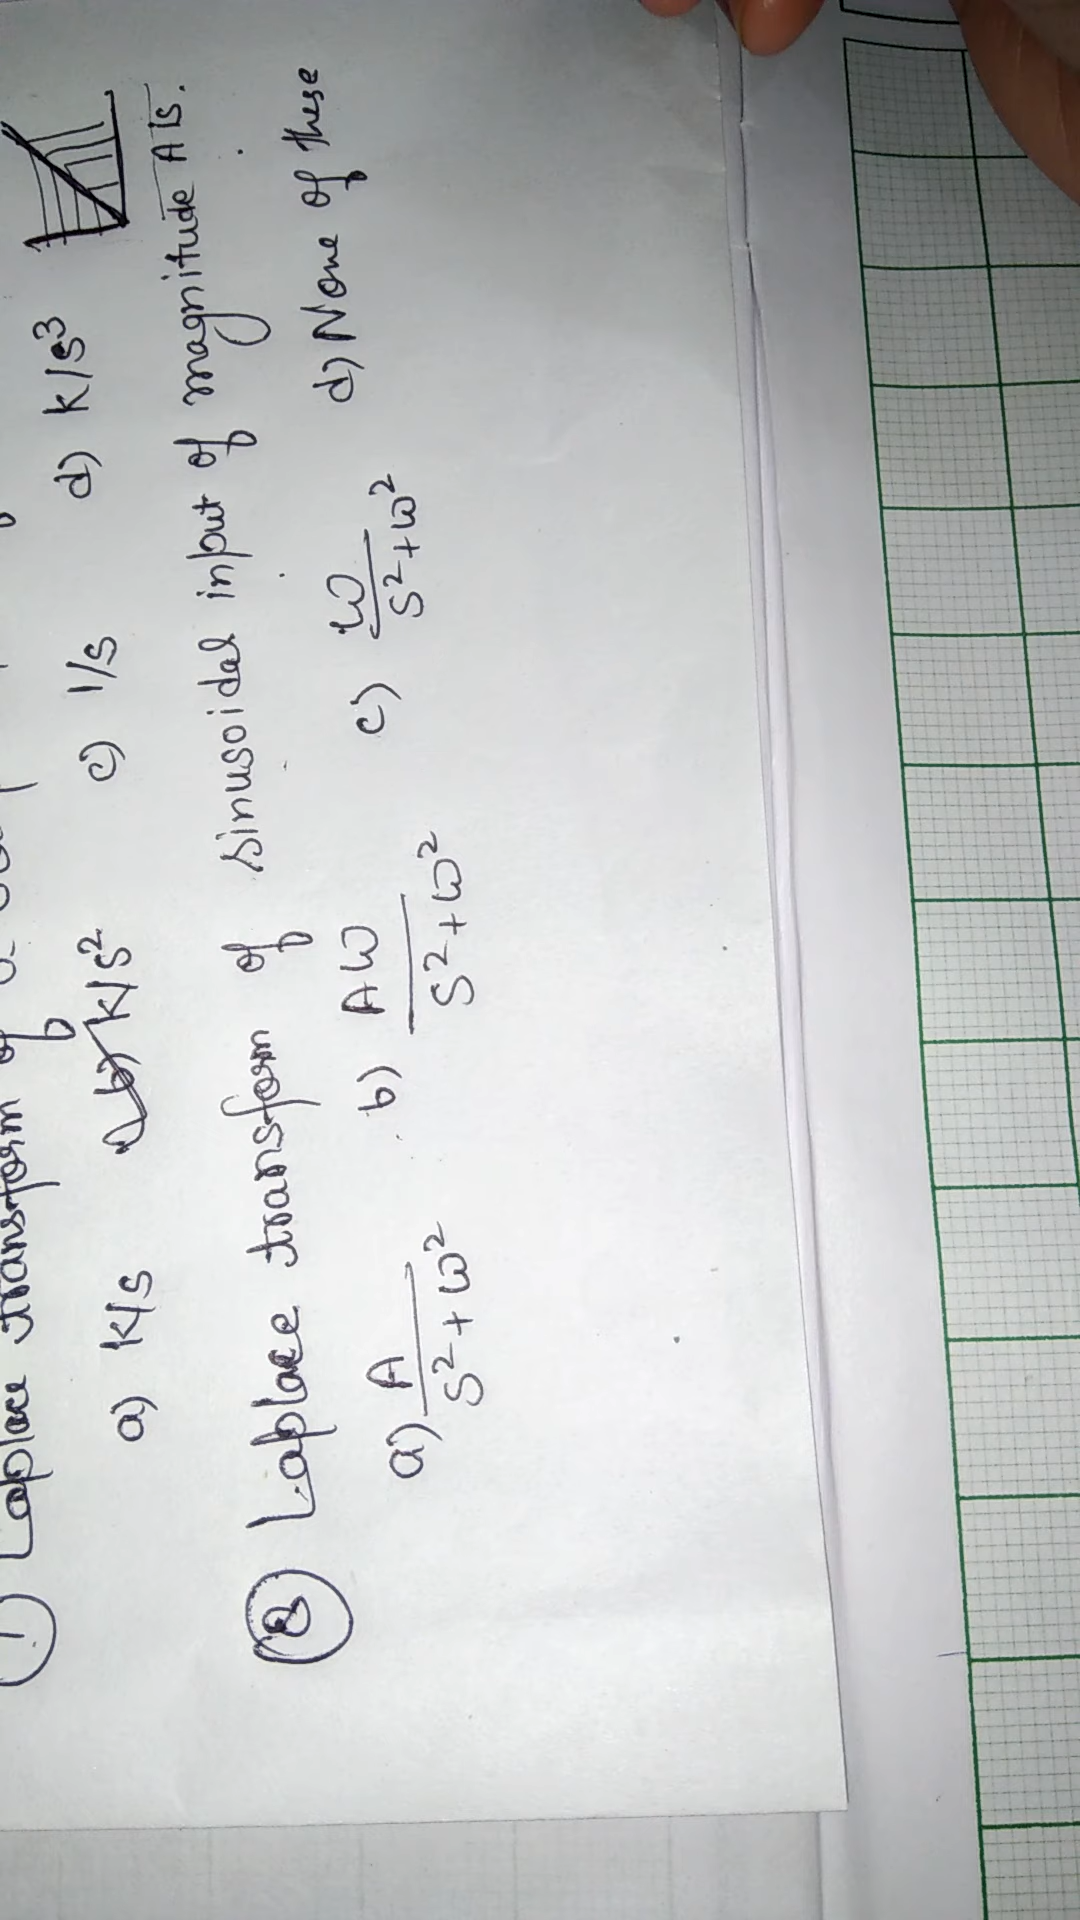 1) Laplace transform of a
a) K/s b) K/s² c) 1/s d) K/s³
8) Laplace transform of sinusoidal input of magnitude A is.
a) A/(s²+ω²) b) Aω/(s²+ω²) c) ω/(s²+ω²) d) None of these